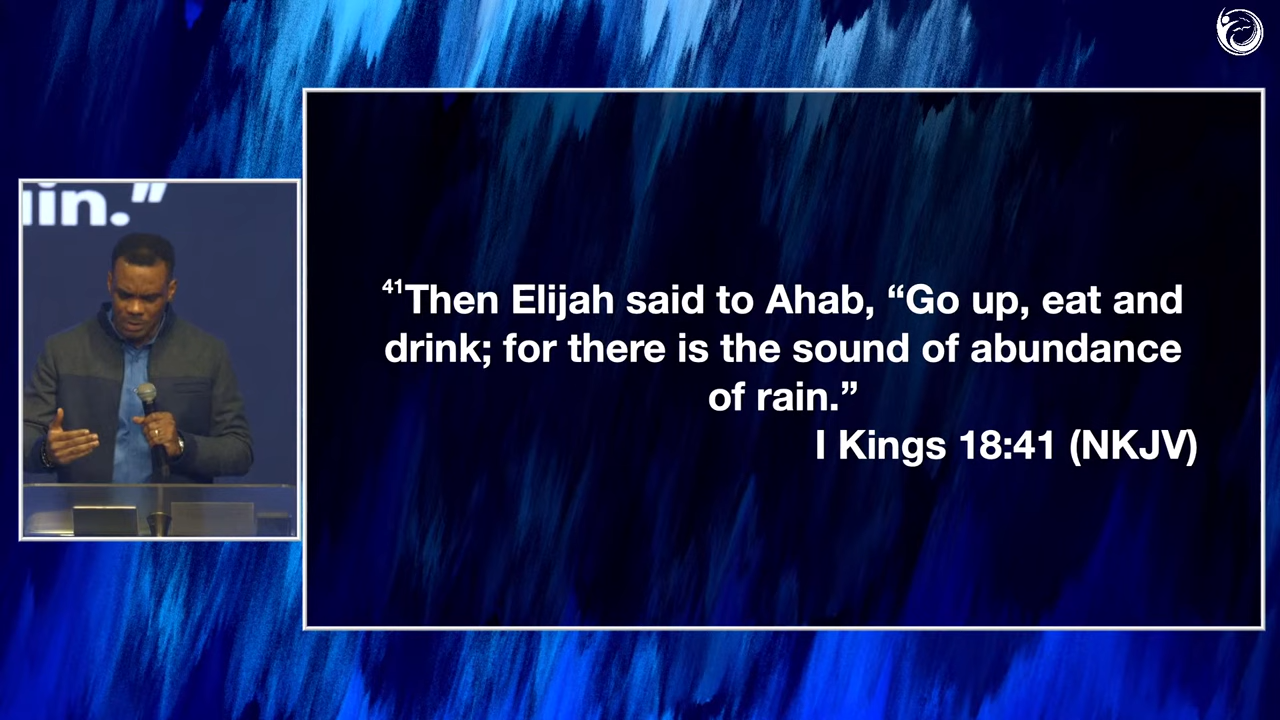 ain.”
41Then Elijah said to Ahab, “Go up, eat and
drink; for there is the sound of abundance
of rain.”
I Kings 18:41 (NKJV)